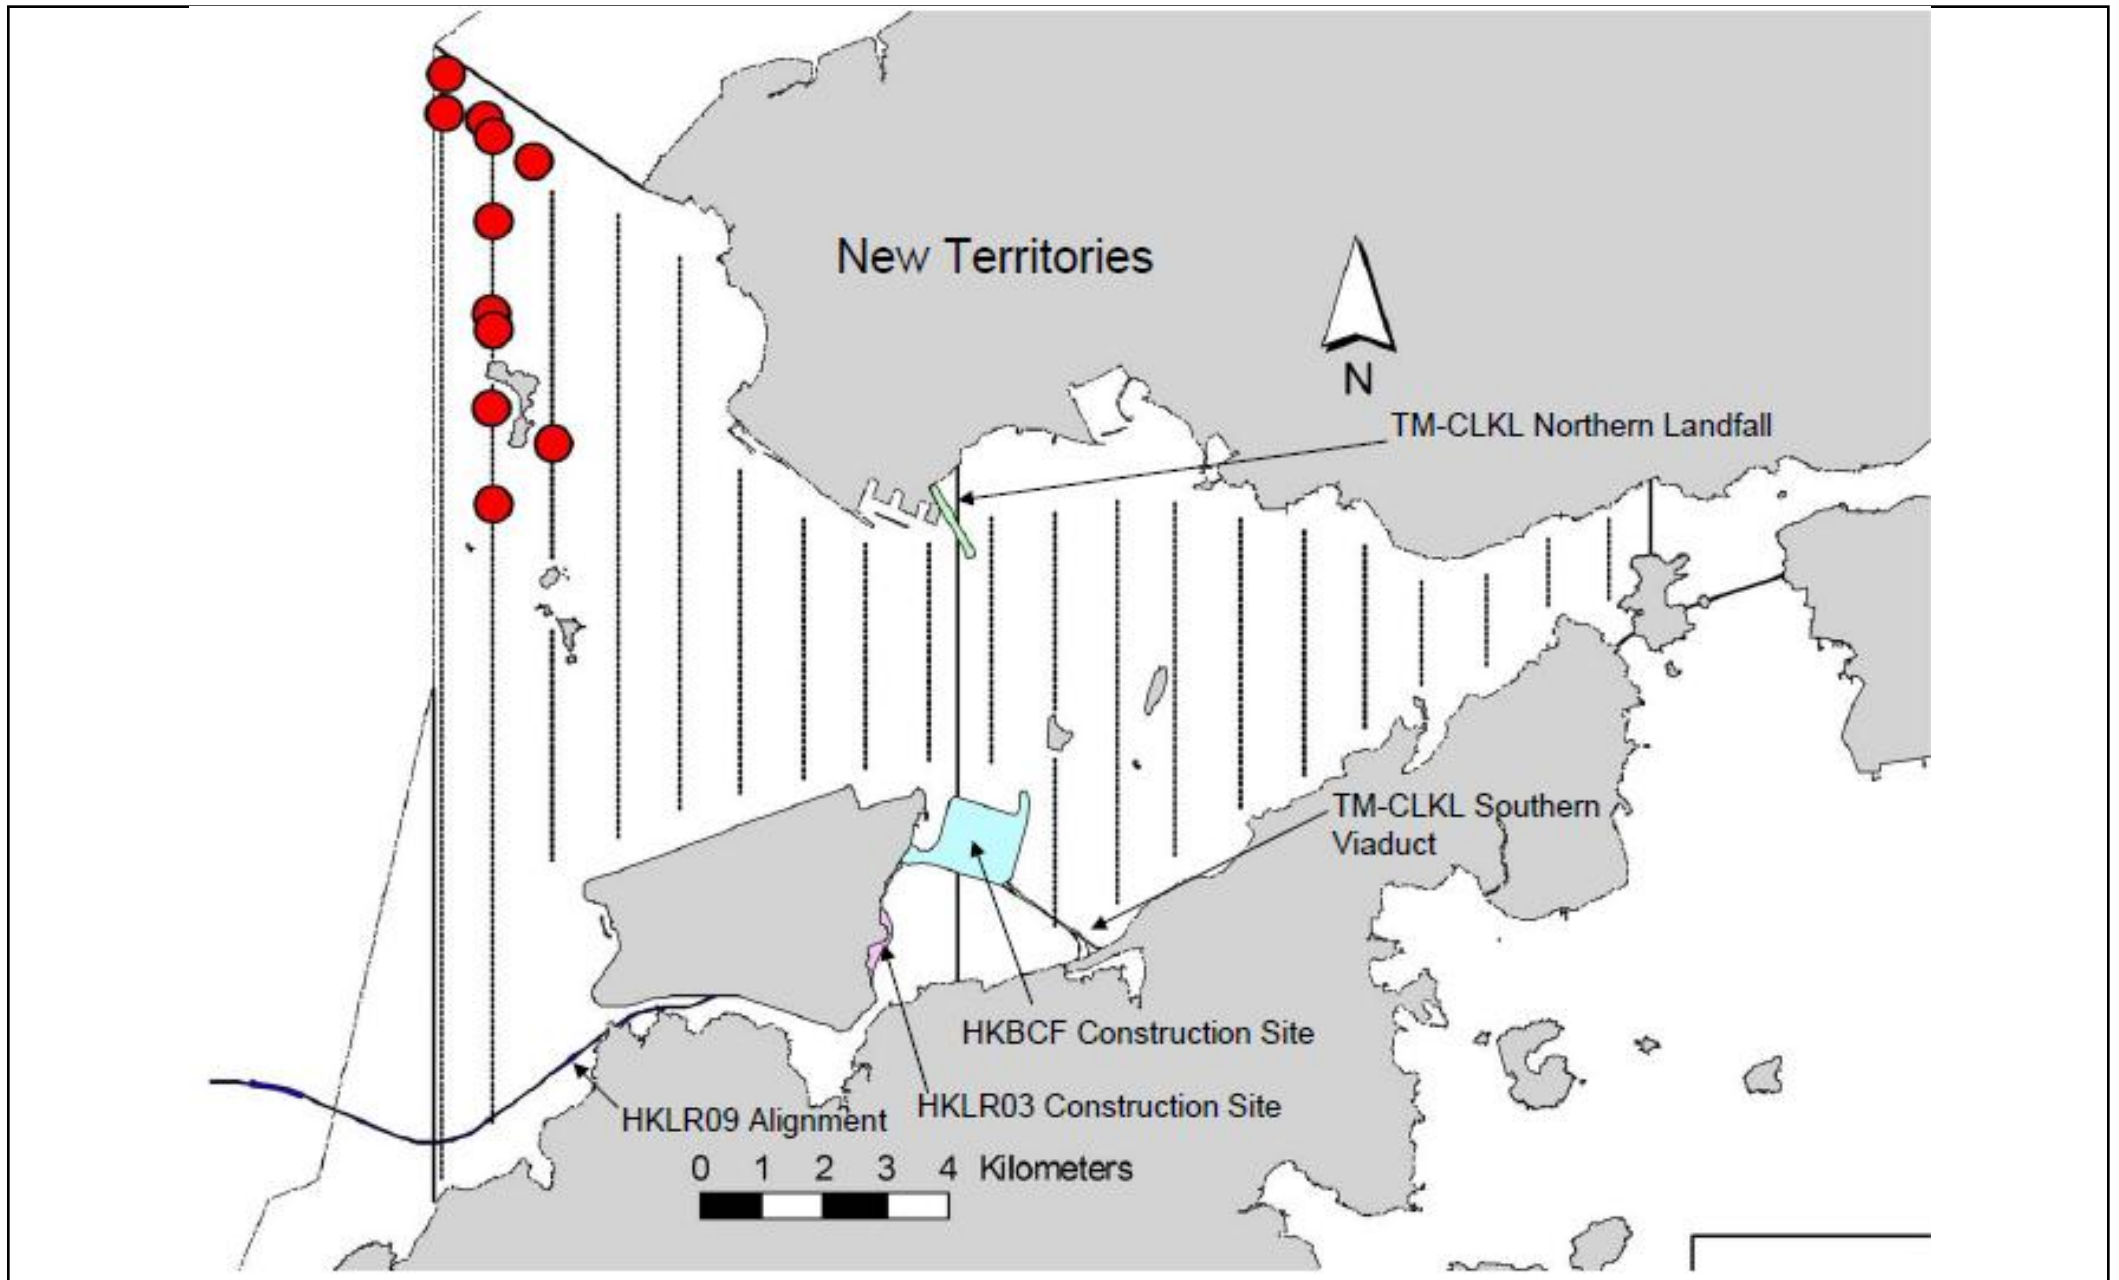 New Territories
N
TM-CLKL Northern Landfall
TM-CLKL Southern
Viaduct
HKBCF Construction Site
HKLR03 Construction Site
HKLR09 Alignment
0 1 2 3 4 Kilometers